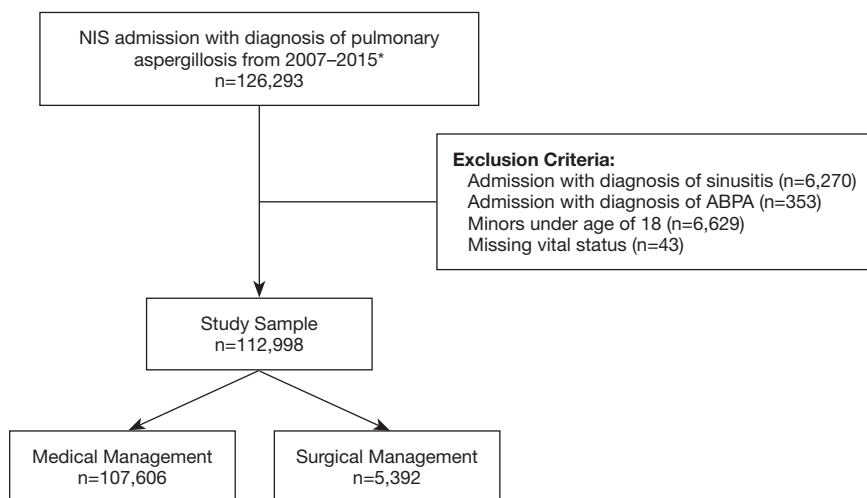 NIS admission with diagnosis of pulmonary
aspergillosis from 2007–2015*
n=126,293
Exclusion Criteria:
Admission with diagnosis of sinusitis (n=6,270)
Admission with diagnosis of ABPA (n=353)
Minors under age of 18 (n=6,629)
Missing vital status (n=43)
Study Sample
n=112,998
Medical Management
n=107,606
Surgical Management
n=5,392